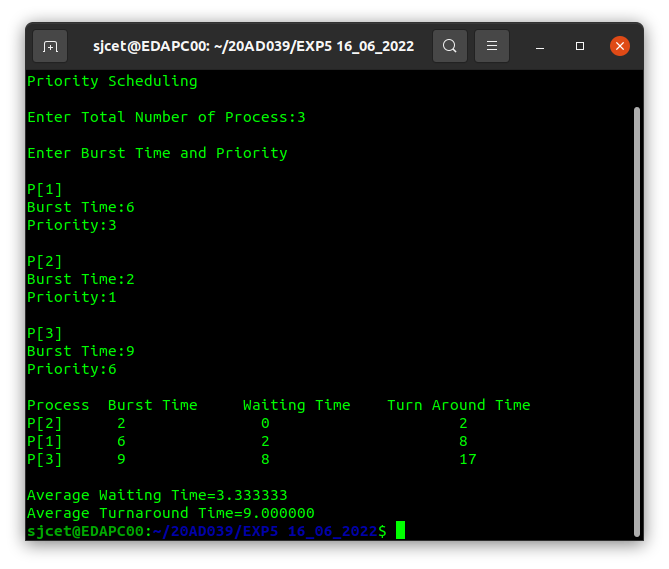 sjcet@EDAPC00: ~/20AD039/EXP5 16_06_2022
Priority Scheduling
Enter Total Number of Process:3
Enter Burst Time and Priority
P[1]
Burst Time:6
Priority:3
P[2]
Burst Time:2
Priority:1
P[3]
Burst Time:9
Priority:6
Process  Burst Time     Waiting Time    Turn Around Time
P[2]      2               0                     2
P[1]      6               2                     8
P[3]      9               8                     17
Average Waiting Time=3.333333
Average Turnaround Time=9.000000
sjcet@EDAPC00:~/20AD039/EXP5 16_06_2022$